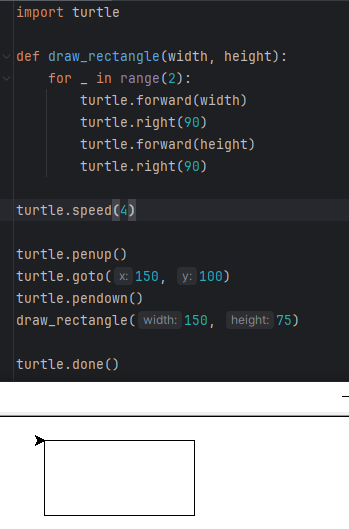 import turtle
def draw_rectangle(width, height):
for _ in range(2):
turtle.forward(width)
turtle.right(90)
turtle.forward(height)
turtle.right(90)
turtle.speed(4)
turtle.penup()
turtle.goto( x: 150, y: 100)
turtle.pendown()
draw_rectangle( width: 150, height: 75)
turtle.done()